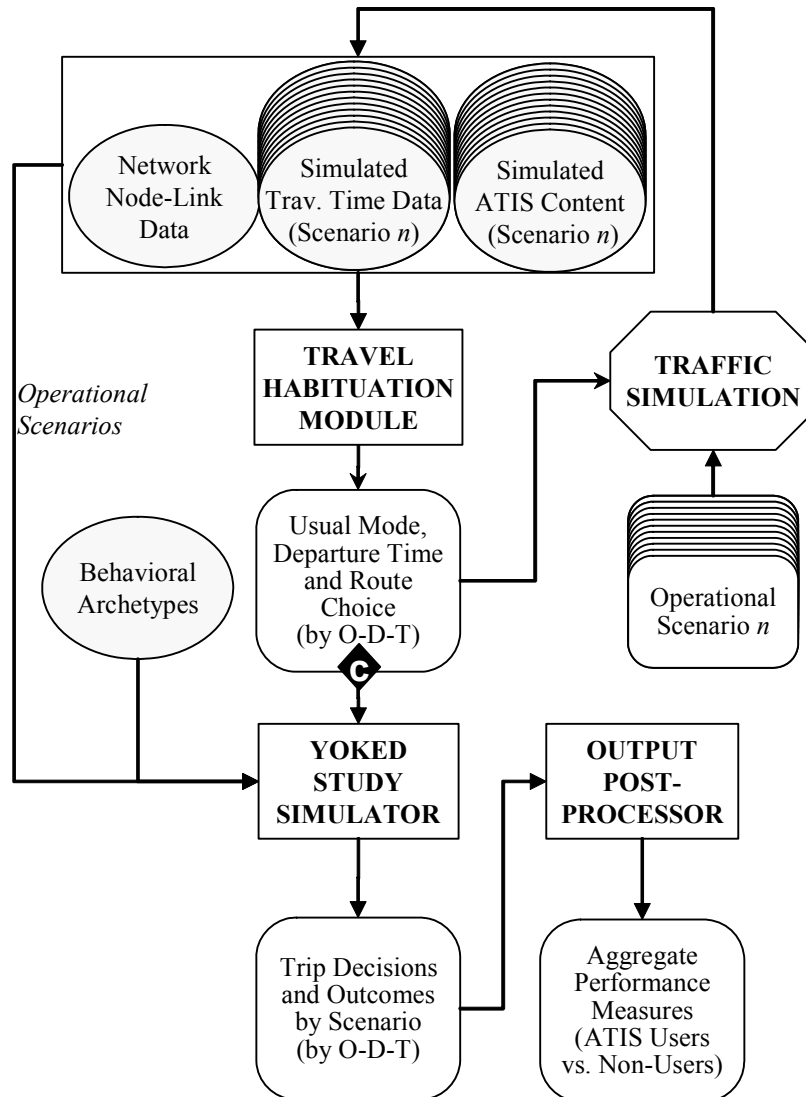 Network
Node-Link
Data
Simulated
Trav. Time Data
(Scenario n)
Simulated
ATIS Content
(Scenario n)
TRAVEL
HABITUATION
MODULE
TRAFFIC
SIMULATION
Operational
Scenarios
Usual Mode,
Departure Time
and Route
Choice
(by O-D-T)
C
Behavioral
Archetypes
Operational
Scenario n
YOKED
STUDY
SIMULATOR
OUTPUT
POST-
PROCESSOR
Trip Decisions
and Outcomes
by Scenario
(by O-D-T)
Aggregate
Performance
Measures
(ATIS Users
vs. Non-Users)